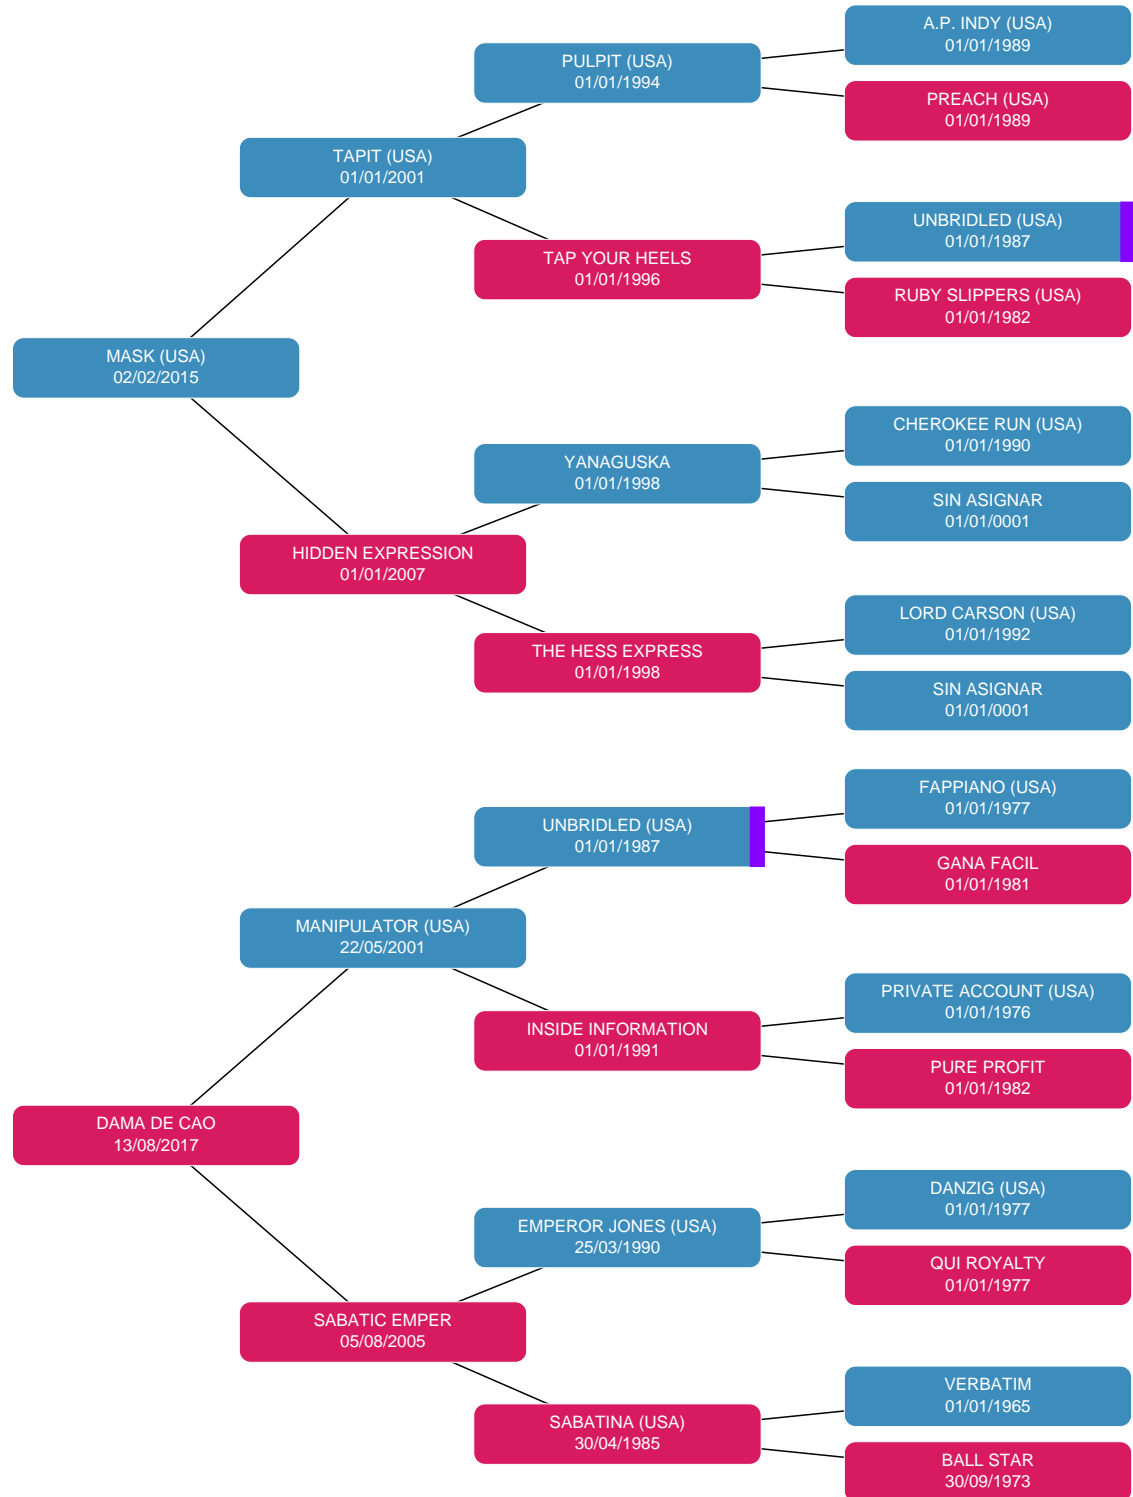 A.P. INDY (USA)
01/01/1989
PULPIT (USA)
01/01/1994
PREACH (USA)
01/01/1989
TAPIT (USA)
01/01/2001
UNBRIDLED (USA)
01/01/1987
TAP YOUR HEELS
01/01/1996
RUBY SLIPPERS (USA)
01/01/1982
MASK (USA)
02/02/2015
CHEROKEE RUN (USA)
01/01/1990
YANAGUSKA
01/01/1998
SIN ASIGNAR
01/01/0001
HIDDEN EXPRESSION
01/01/2007
LORD CARSON (USA)
01/01/1992
THE HESS EXPRESS
01/01/1998
SIN ASIGNAR
01/01/0001
FAPPIANO (USA)
01/01/1977
UNBRIDLED (USA)
01/01/1987
GANA FACIL
01/01/1981
MANIPULATOR (USA)
22/05/2001
PRIVATE ACCOUNT (USA)
01/01/1976
INSIDE INFORMATION
01/01/1991
PURE PROFIT
01/01/1982
DAMA DE CAO
13/08/2017
DANZIG (USA)
01/01/1977
EMPEROR JONES (USA)
25/03/1990
QUI ROYALTY
01/01/1977
SABATIC EMPER
05/08/2005
VERBATIM
01/01/1965
SABATINA (USA)
30/04/1985
BALL STAR
30/09/1973